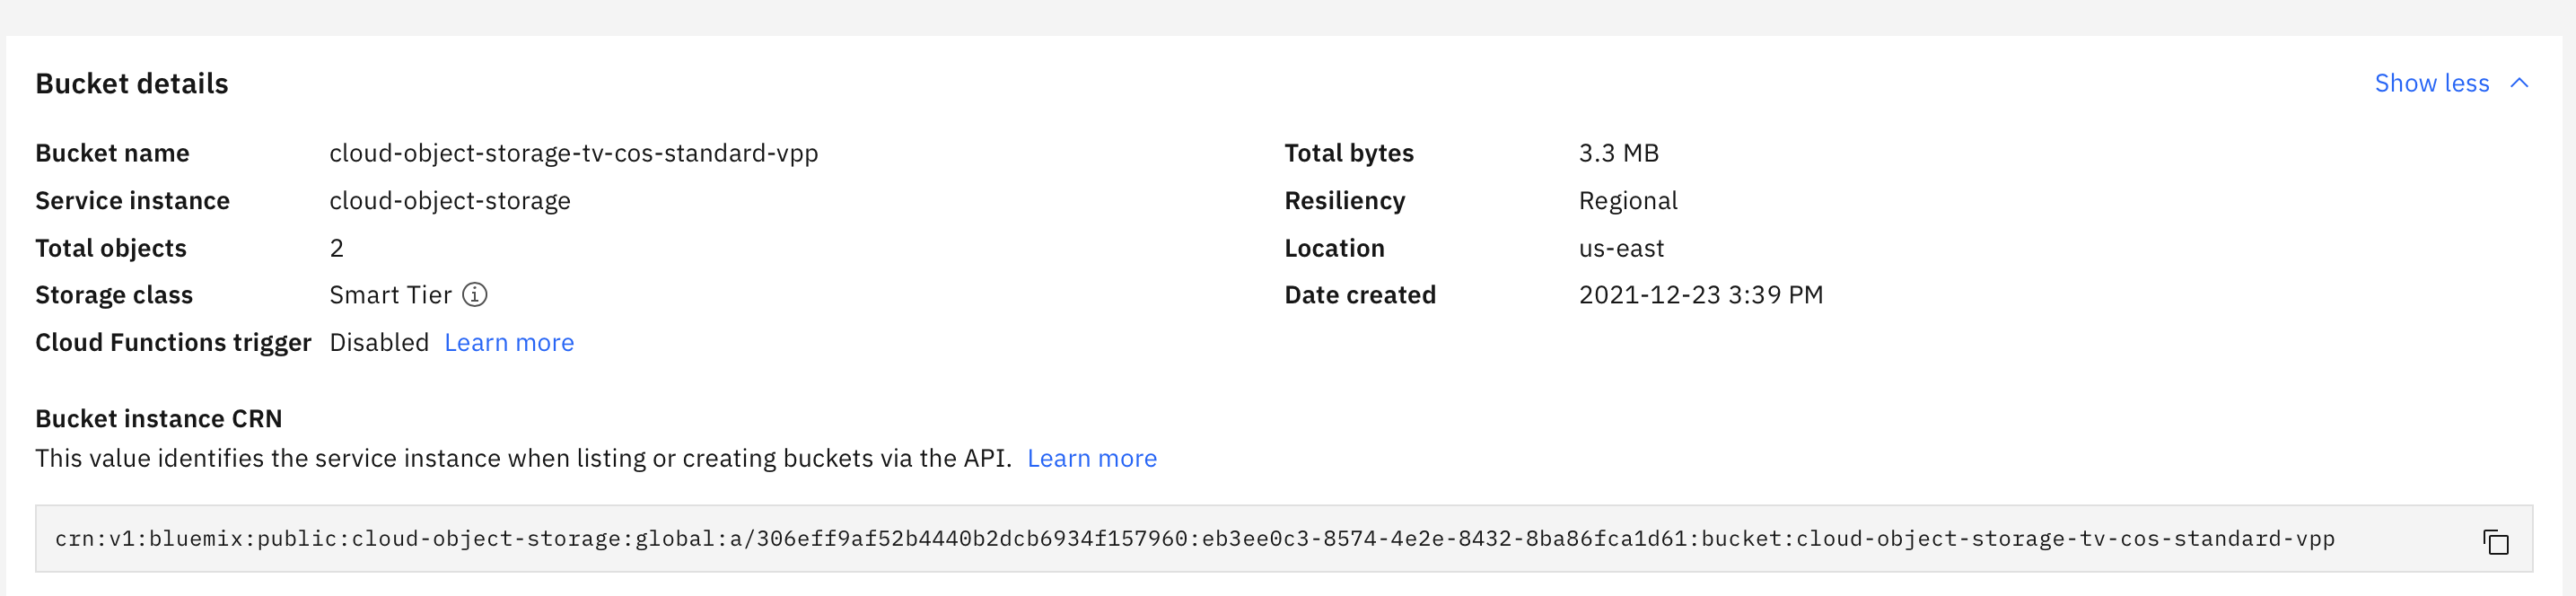 Bucket details
Show less
Bucket name cloud-object-storage-tv-cos-standard-vpp
Service instance cloud-object-storage
Total objects 2
Storage class Smart Tier
Cloud Functions trigger Disabled Learn more
Total bytes 3.3 MB
Resiliency Regional
Location us-east
Date created 2021-12-23 3:39 PM
Bucket instance CRN
This value identifies the service instance when listing or creating buckets via the API. Learn more
crn:v1:bluemix:public:cloud-object-storage:global:a/306eff9af52b4440b2dcb6934f157960:eb3ee0c3-8574-4e2e-8432-8ba86fca1d61:bucket:cloud-object-storage-tv-cos-standard-vpp